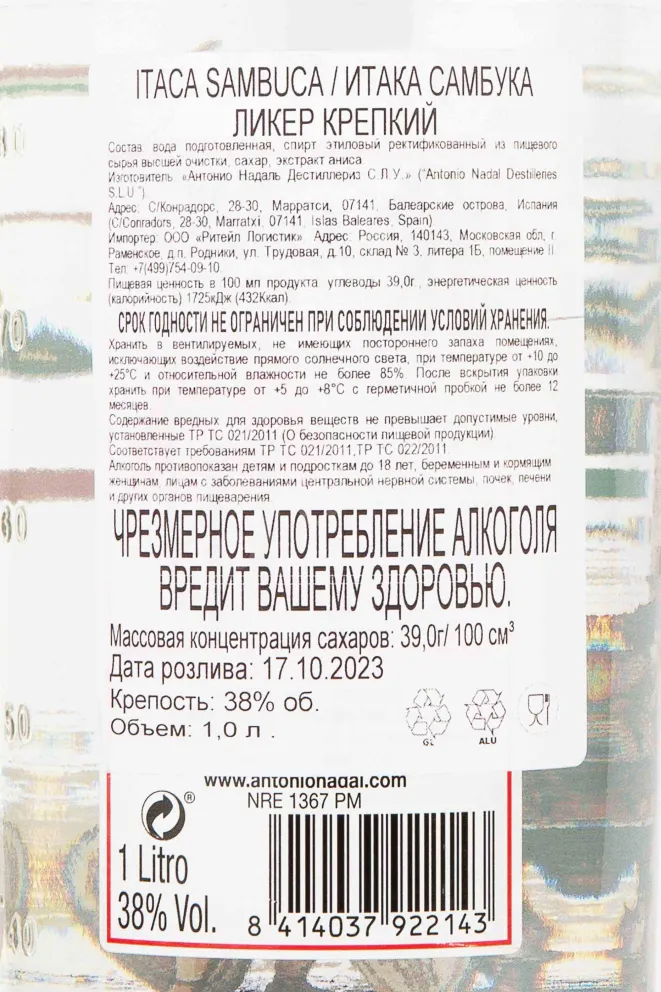 ITACA SAMBUCA / ИТАКА САМБУКА
ЛИКЕР КРЕПКИЙ
Состав вода подготовленная, спирт этиловый ректификованный из пищевого
сырья высшей очистки, сахар, экстракт аниса
Изготовитель «Антонио Надаль Дестиллериз С.Л.У.» ("Antonio Nadal Destilleries
S.L.U.")
Адрес: С/Конрадорс, 28-30, Марратси, 07141, Балеарские острова, Испания
(C/Conradors, 28-30, Marratxi, 07141, Islas Baleares, Spain)
Импортер: ООО «Ритейл Логистик» Адрес: Россия, 140143, Московская обл, г
Раменское, д.п. Родники, ул. Трудовая, д.10, склад № 3, литера 1Б, помещение II
Тел: +7(499)754-09-10
Пищевая ценность в 100 мл продукта углеводы 39,0г., энергетическая ценность
(калорийность) 1725кДж (432Ккал).
СРОК ГОДНОСТИ НЕ ОГРАНИЧЕН ПРИ СОБЛЮДЕНИИ УСЛОВИЙ ХРАНЕНИЯ.
Хранить в вентилируемых, не имеющих постороннего запаха помещениях,
исключающих воздействие прямого солнечного света, при температуре от +10 до
+25°С и относительной влажности не более 85%. После вскрытия упаковки
хранить при температуре от +5 до +8°С с герметичной пробкой не более 12
месяцев
Содержание вредных для здоровья веществ не превышает допустимые уровни,
установленные ТР ТС 021/2011 (О безопасности пищевой продукции)
Соответствует требованиям ТР ТС 021/2011,ТР ТС 022/2011.
Алкоголь противопоказан детям и подросткам до 18 лет, беременным и кормящим
женщинам, лицам с заболеваниями центральной нервной системы, почек, печени
и других органов пищеварения
ЧРЕЗМЕРНОЕ УПОТРЕБЛЕНИЕ АЛКОГОЛЯ
ВРЕДИТ ВАШЕМУ ЗДОРОВЬЮ.
Массовая концентрация сахаров: 39,0г/ 100 см³
Дата розлива: 17.10.2023
Крепость: 38% об.
Объем: 1,0 л .
GL ALU
www.antonionadal.com
NRE 1367 PM
®
1 Litro
38% Vol.
8 414037 922143